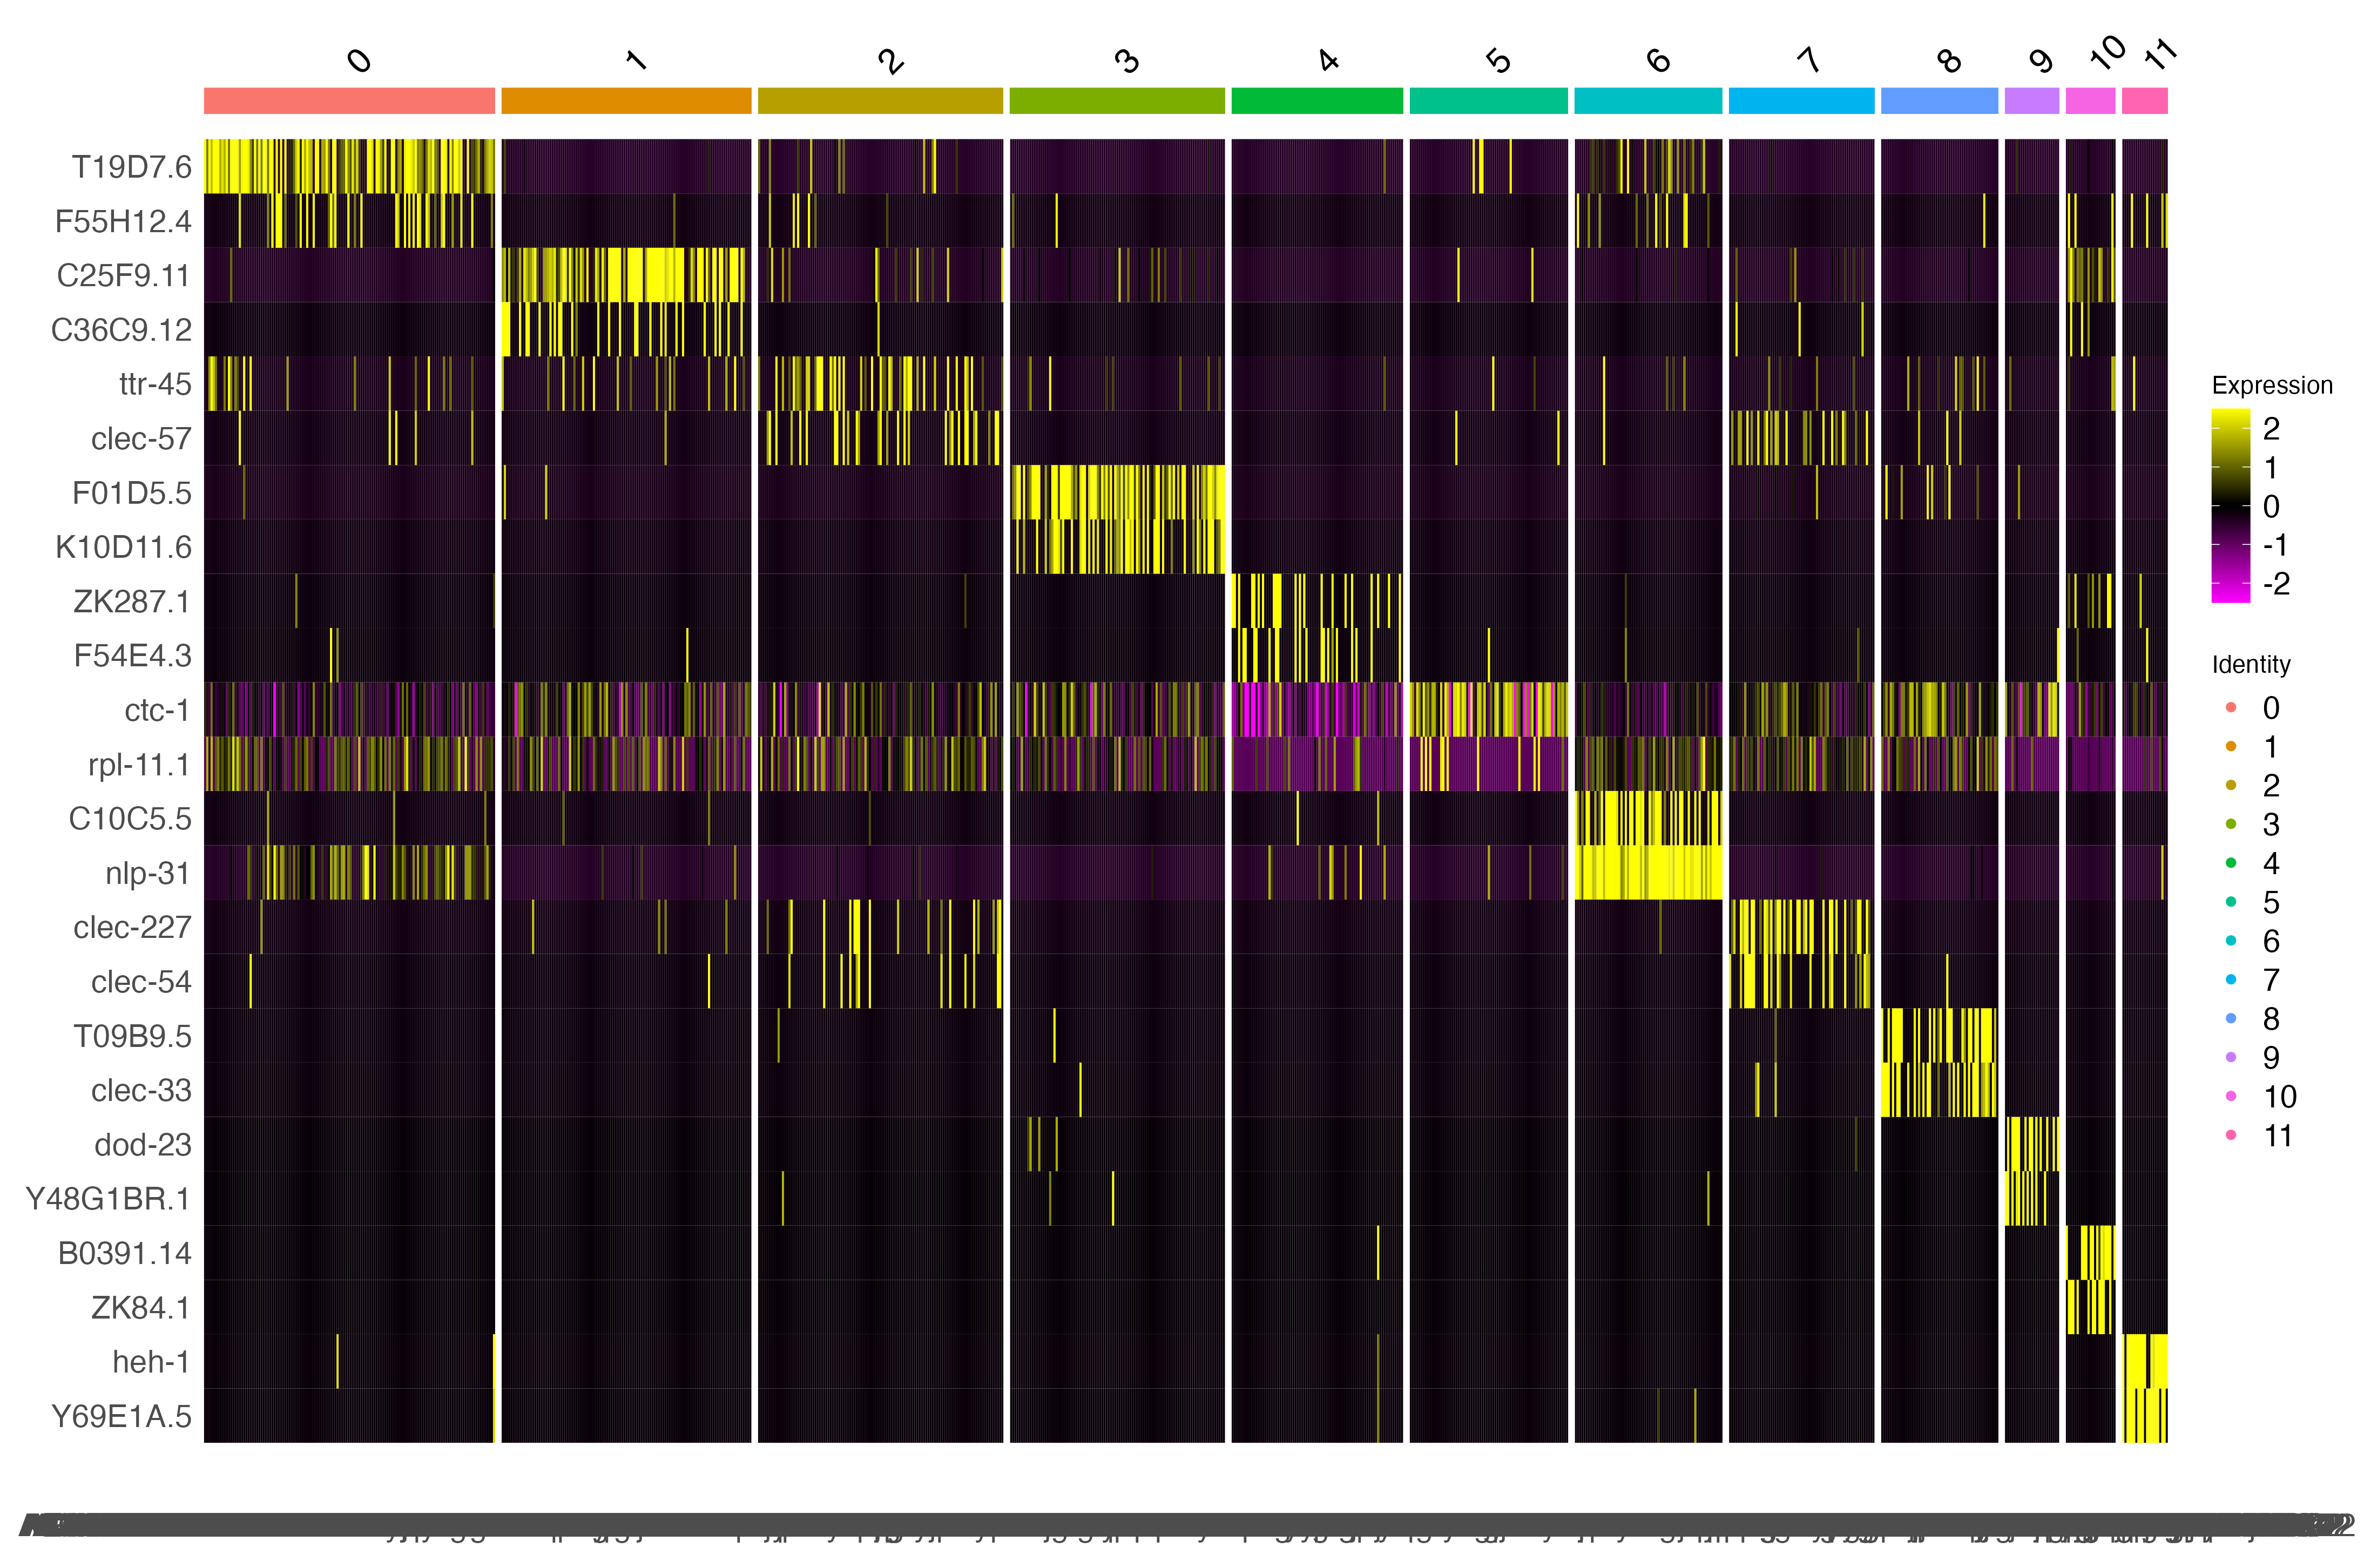 0 1 2 3 4 5 6 7 8 9 10 11
T19D7.6
F55H12.4
C25F9.11
C36C9.12
ttr-45
clec-57
F01D5.5
K10D11.6
ZK287.1
F54E4.3
ctc-1
rpl-11.1
C10C5.5
nlp-31
clec-227
clec-54
T09B9.5
clec-33
dod-23
Y48G1BR.1
B0391.14
ZK84.1
heh-1
Y69E1A.5
Expression
2
1
0
-1
-2
Identity
0
1
2
3
4
5
6
7
8
9
10
11